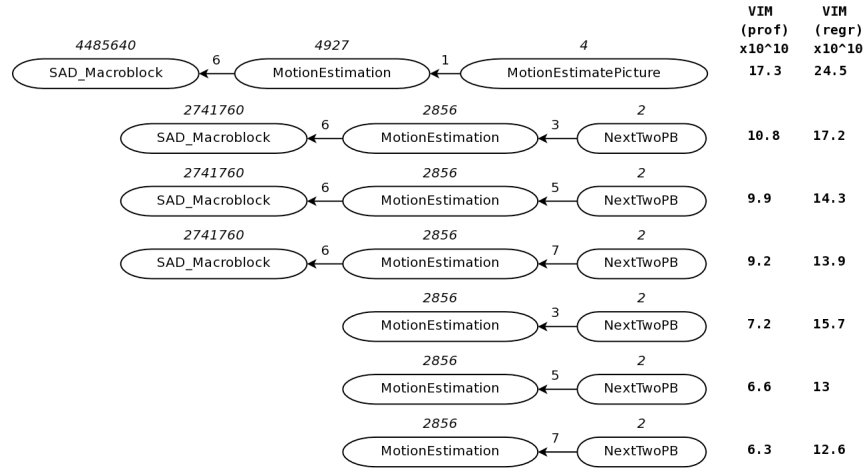 VIM VIM
(prof) (regr)
x10^10 x10^10
4485640 4927 4
SAD_Macroblock 6 MotionEstimation 1 MotionEstimatePicture 17.3 24.5
2741760 2856 2
SAD_Macroblock 6 MotionEstimation 3 NextTwoPB 10.8 17.2
2741760 2856 2
SAD_Macroblock 6 MotionEstimation 5 NextTwoPB 9.9 14.3
2741760 2856 2
SAD_Macroblock 6 MotionEstimation 7 NextTwoPB 9.2 13.9
2856 2
MotionEstimation 3 NextTwoPB 7.2 15.7
2856 2
MotionEstimation 5 NextTwoPB 6.6 13
2856 2
MotionEstimation 7 NextTwoPB 6.3 12.6